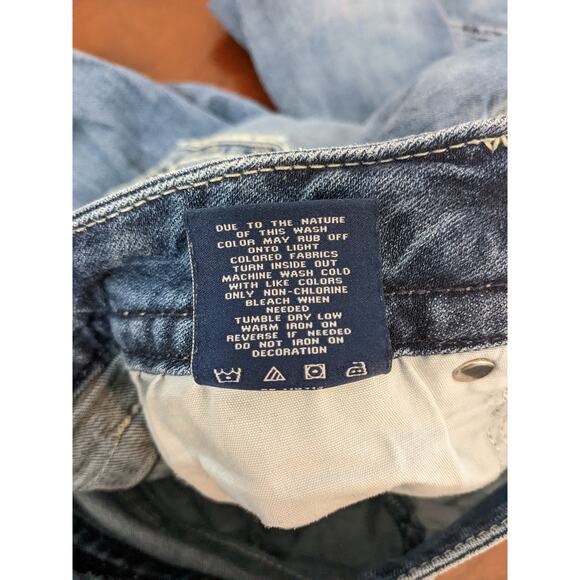 DUE TO THE NATURE
OF THIS WASH
COLOR MAY RUB OFF
ONTO LIGHT
COLORED FABRICS
TURN INSIDE OUT
MACHINE WASH COLD
WITH LIKE COLORS
ONLY NON-CHLORINE
BLEACH WHEN
NEEDED
TUMBLE DRY LOW
WARM IRON ON
REVERSE IF NEEDED
DO NOT IRON ON
DECORATION